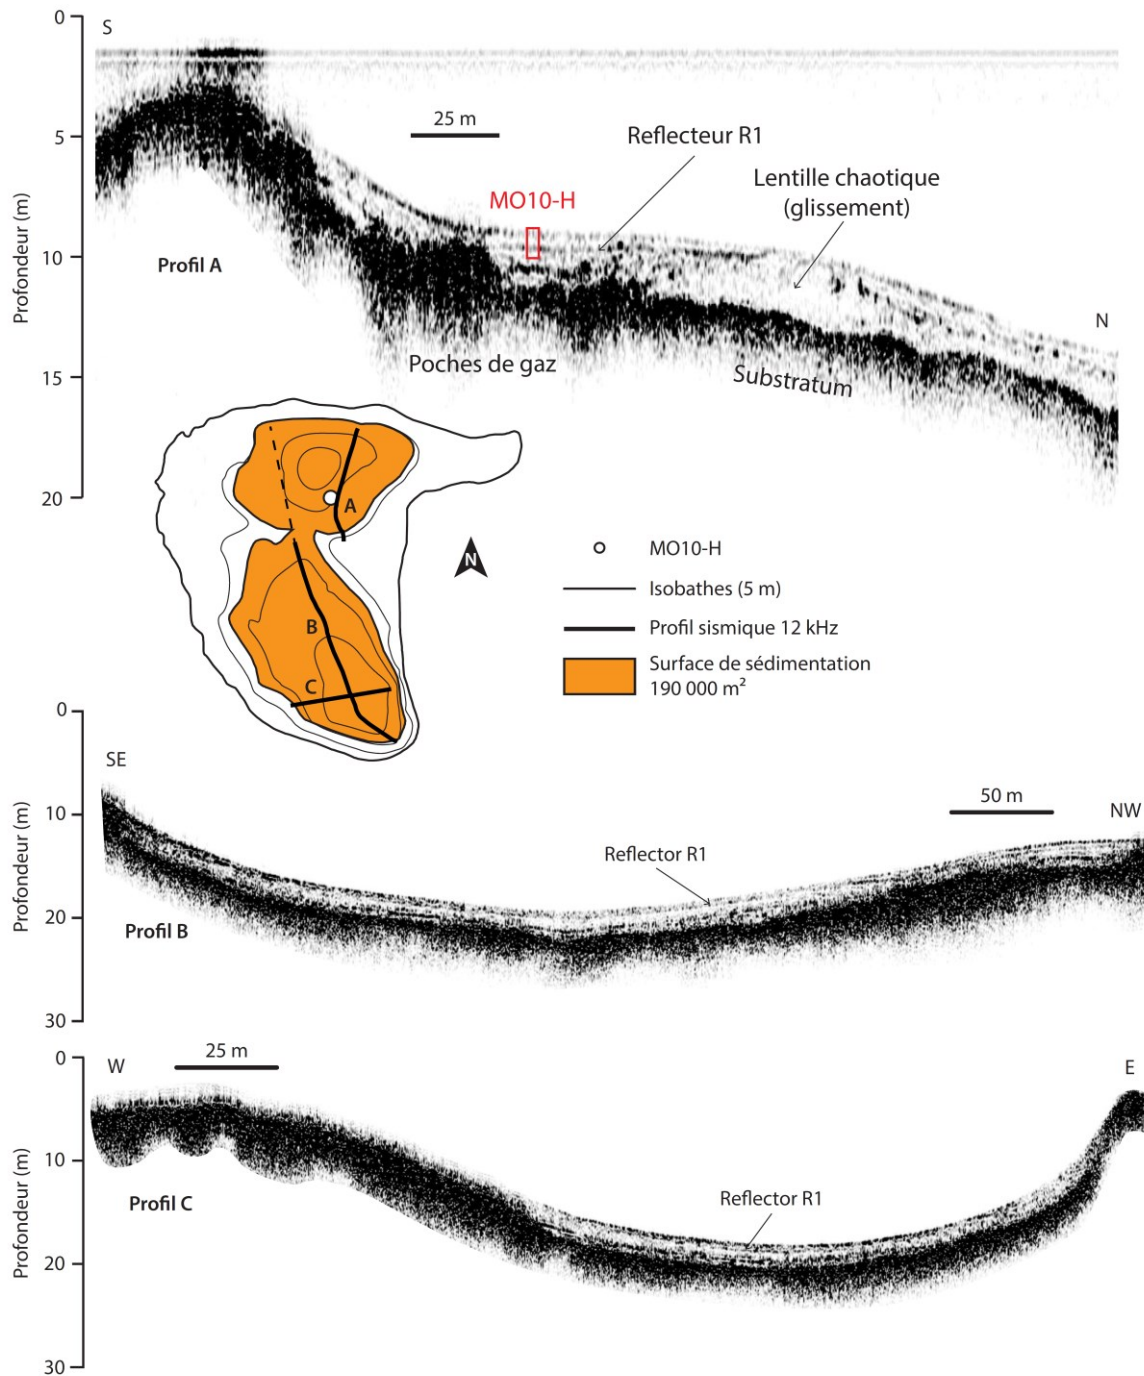 0
S
5
10
15
20
Profondeur (m)
25 m
Reflecteur R1
Lentille chaotique
(glissement)
MO10-H
Profil A
N
Poches de gaz
Substratum
A
B
C
N
MO10-H
Isobathes (5 m)
Profil sismique 12 kHz
Surface de sédimentation
190 000 m²
0
10
20
30
Profondeur (m)
SE
50 m
NW
Reflector R1
Profil B
0
10
20
30
Profondeur (m)
W
25 m
E
Reflector R1
Profil C